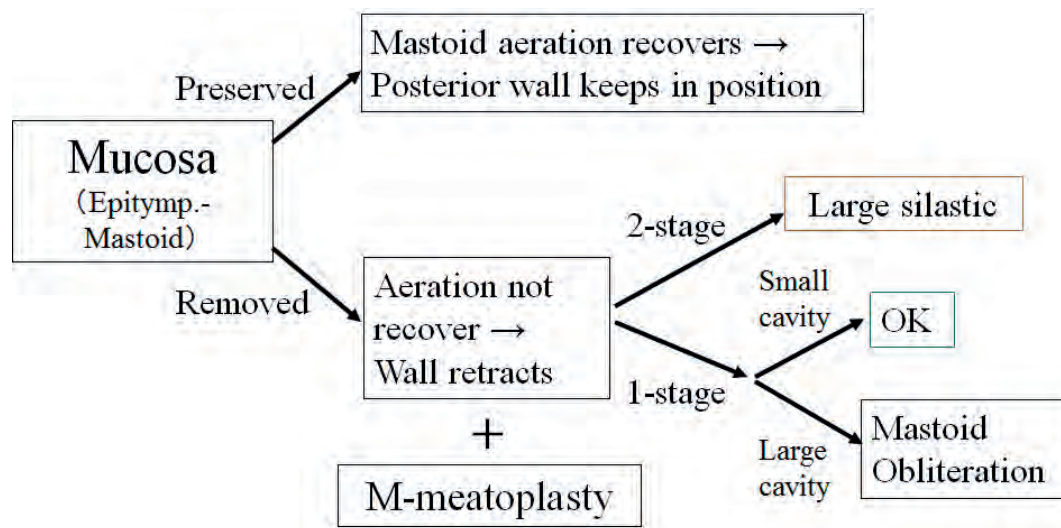 Mastoid aeration recovers →
Posterior wall keeps in position
Preserved
Mucosa
(Epitymp.-
Mastoid)
Removed
Aeration not
recover →
Wall retracts
+
M-meatoplasty
2-stage
Large silastic
1-stage
Small
cavity
OK
Large
cavity
Mastoid
Obliteration